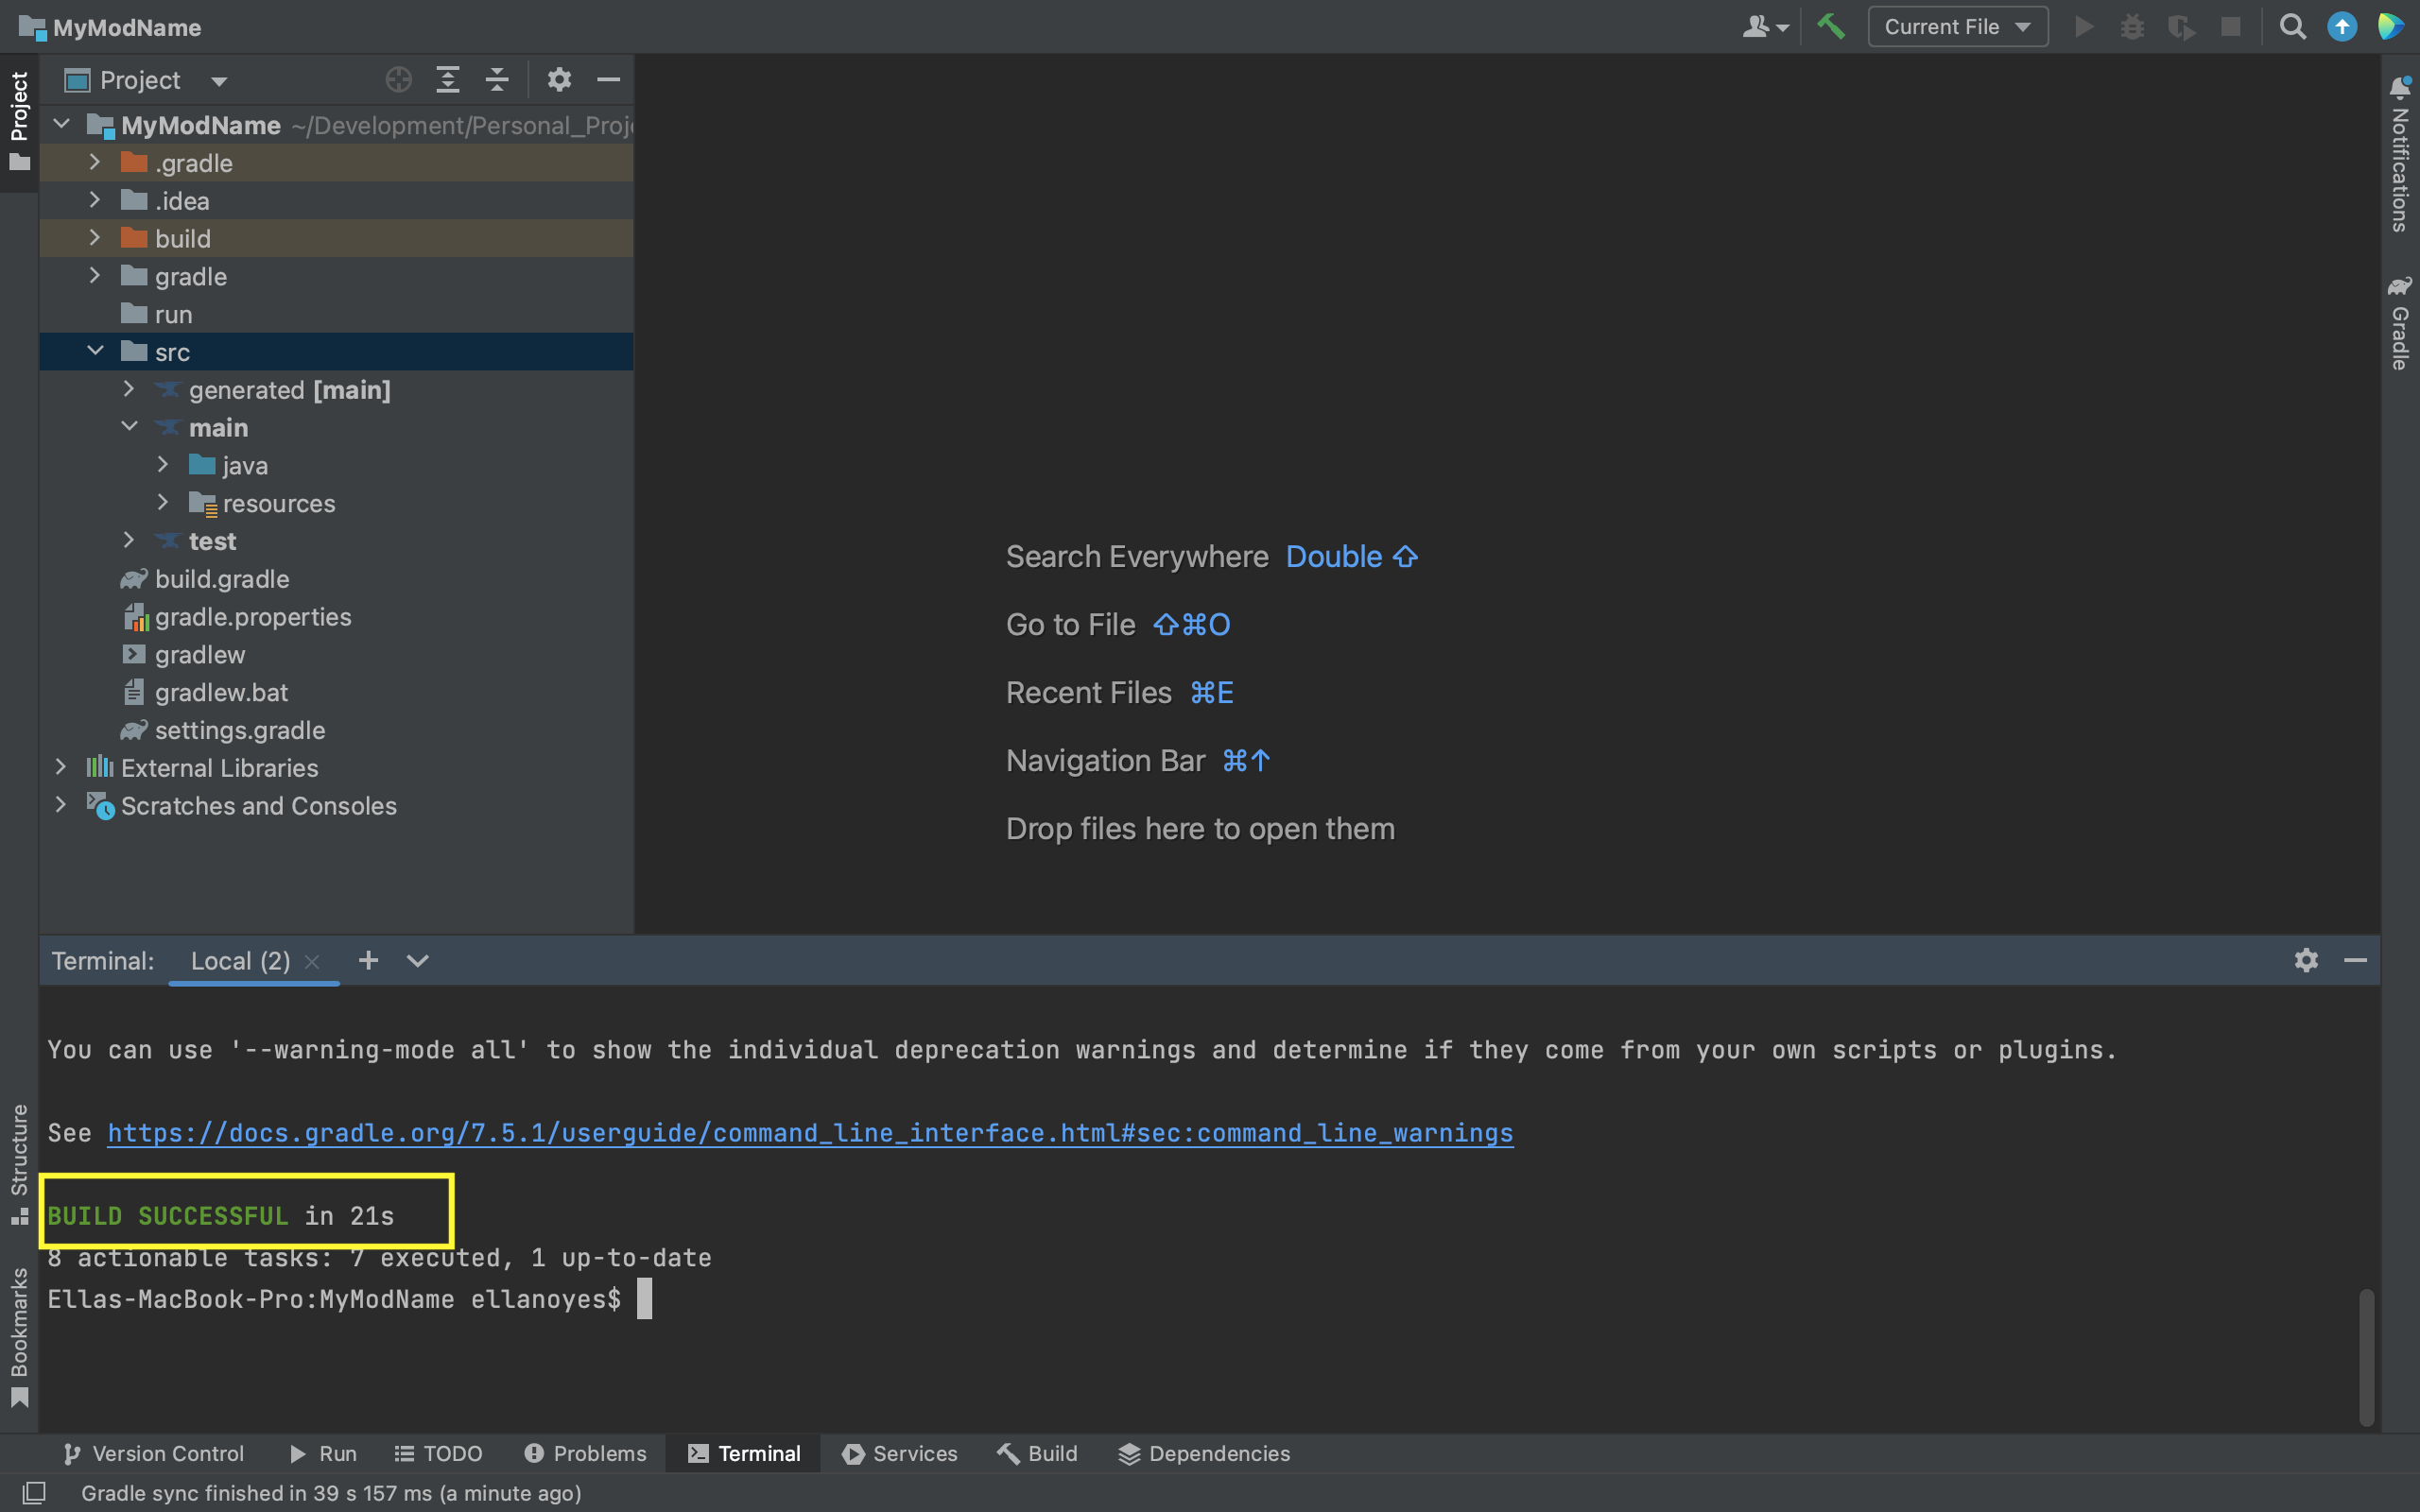 MyModName
Current File
Project
Project
MyModName ~/Development/Personal_Proj
.gradle
.idea
build
gradle
run
src
generated [main]
main
java
resources
test
build.gradle
gradle.properties
gradlew
gradlew.bat
settings.gradle
External Libraries
Scratches and Consoles
Search Everywhere Double ⇧
Go to File ⇧⌘O
Recent Files ⌘E
Navigation Bar ⌘↑
Drop files here to open them
Notifications
Gradle
Terminal: Local (2)
You can use '--warning-mode all' to show the individual deprecation warnings and determine if they come from your own scripts or plugins.
See https://docs.gradle.org/7.5.1/userguide/command_line_interface.html#sec:command_line_warnings
BUILD SUCCESSFUL in 21s
8 actionable tasks: 7 executed, 1 up-to-date
Ellas-MacBook-Pro:MyModName ellanoyes$
Structure
Bookmarks
Version Control Run TODO Problems Terminal Services Build Dependencies
Gradle sync finished in 39 s 157 ms (a minute ago)